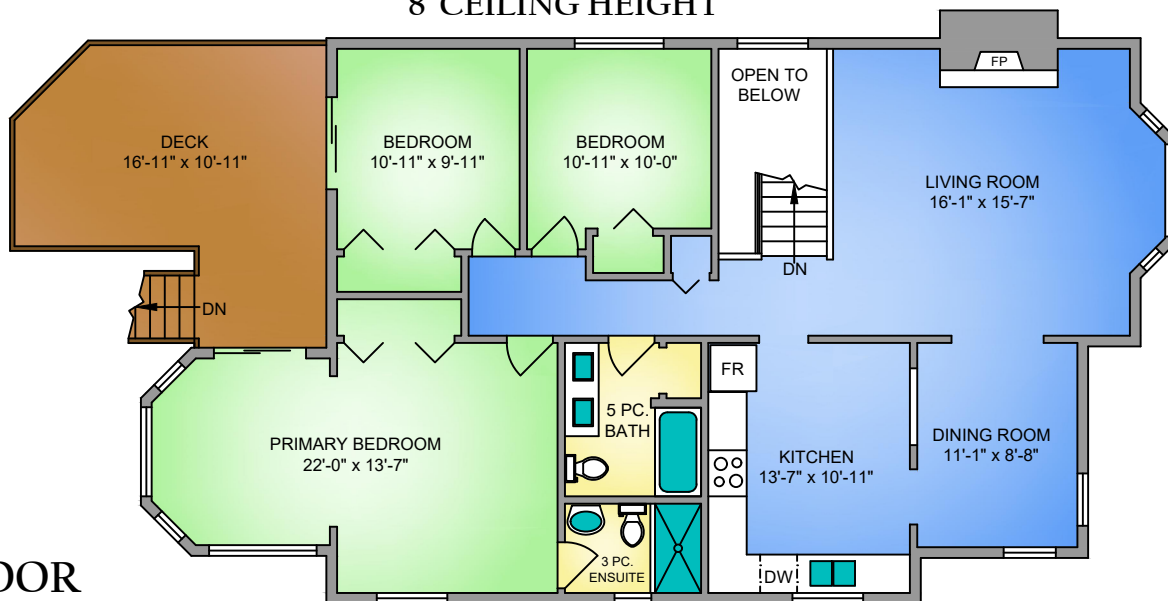 8' CEILING HEIGHT
FP
OPEN TO
BELOW
DECK
16'-11" x 10'-11"
BEDROOM
10'-11" x 9'-11"
BEDROOM
10'-11" x 10'-0"
LIVING ROOM
16'-1" x 15'-7"
DN
DN
FR
5 PC.
BATH
PRIMARY BEDROOM
22'-0" x 13'-7"
KITCHEN
13'-7" x 10'-11"
DINING ROOM
11'-1" x 8'-8"
3 PC.
ENSUITE
DW
OOR